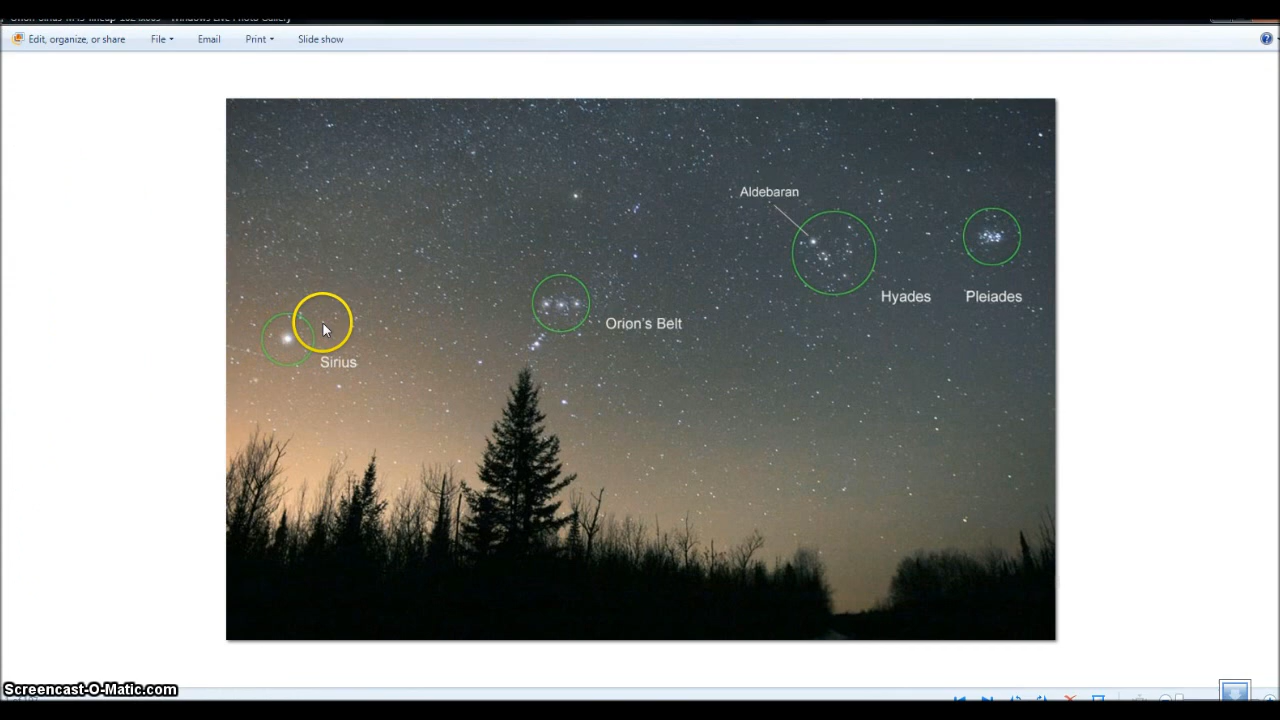 Edit, organize, or share File Email Print Slide show
Aldebaran
Hyades Pleiades
Orion's Belt
Sirius
Screencast-O-Matic.com